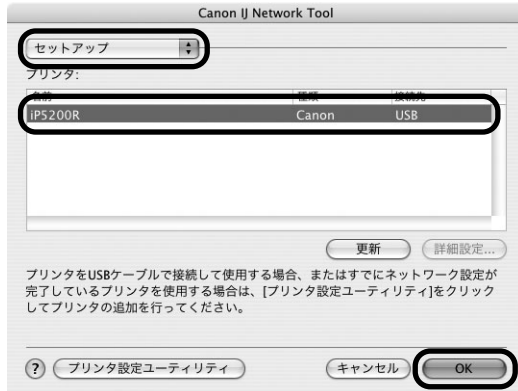 Canon IJ Network Tool
セットアップ
プリンタ:
名前 種類 接続先
iP5200R Canon USB
更新 詳細設定...
プリンタをUSBケーブルで接続して使用する場合、またはすでにネットワーク設定が
完了しているプリンタを使用する場合は、[プリンタ設定ユーティリティ]をクリック
してプリンタの追加を行ってください。
? プリンタ設定ユーティリティ キャンセル OK